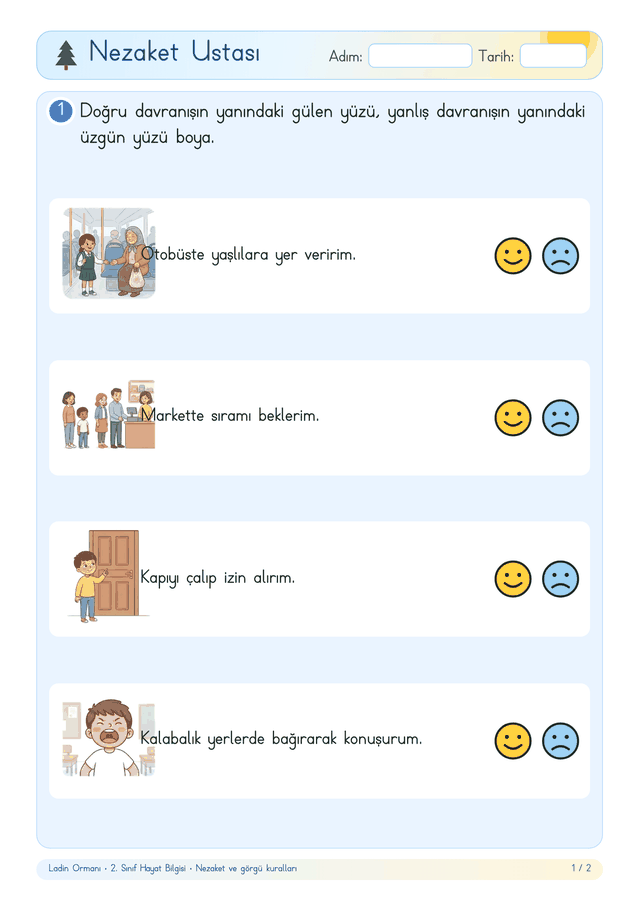 Nezaket Ustası
Adım:
Tarih:
1 Doğru davranışın yanındaki gülen yüzü, yanlış davranışın yanındaki
üzgün yüzü boya.
Otobüste yaşlılara yer veririm.
Markette sıramı beklerim.
Kapıyı çalıp izin alırım.
Kalabalık yerlerde bağırarak konuşurum.
Ladin Ormanı • 2. Sınıf Hayat Bilgisi • Nezaket ve görgü kuralları
1 / 2